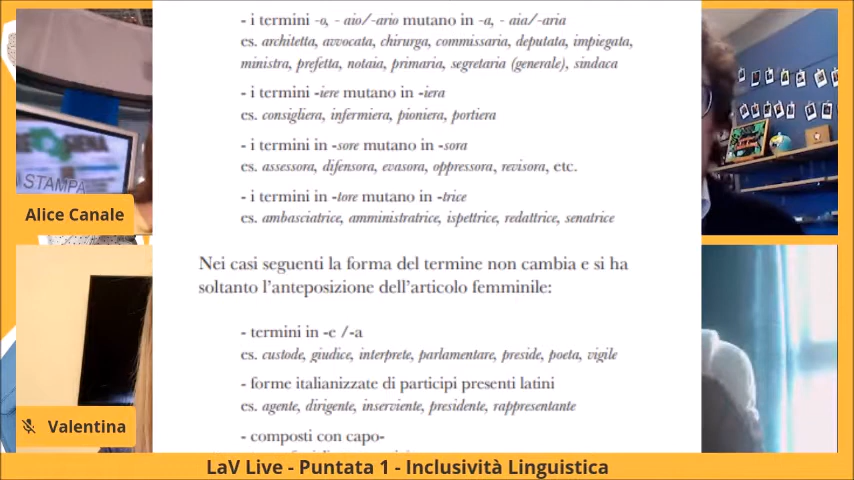 - i termini -o, - aio/-ario mutano in -a, - aia/-aria
es. architetta, avvocata, chirurga, commissaria, deputata, impiegata,
ministra, prefetta, notaia, primaria, segretaria (generale), sindaca
- i termini -iere mutano in -iera
es. consigliera, infermiera, pioniera, portiera
- i termini in -sore mutano in -sora
es. assessora, difensora, evasora, oppressora, revisora, etc.
- i termini in -tore mutano in -trice
es. ambasciatrice, amministratrice, ispettrice, redattrice, senatrice
Nei casi seguenti la forma del termine non cambia e si ha
soltanto l'anteposizione dell'articolo femminile:
- termini in -e /-a
es. custode, giudice, interprete, parlamentare, preside, poeta, vigile
- forme italianizzate di participi presenti latini
es. agente, dirigente, inserviente, presidente, rappresentante
- composti con capo-
STAMPA
Alice Canale
Valentina
LaV Live - Puntata 1 - Inclusività Linguistica